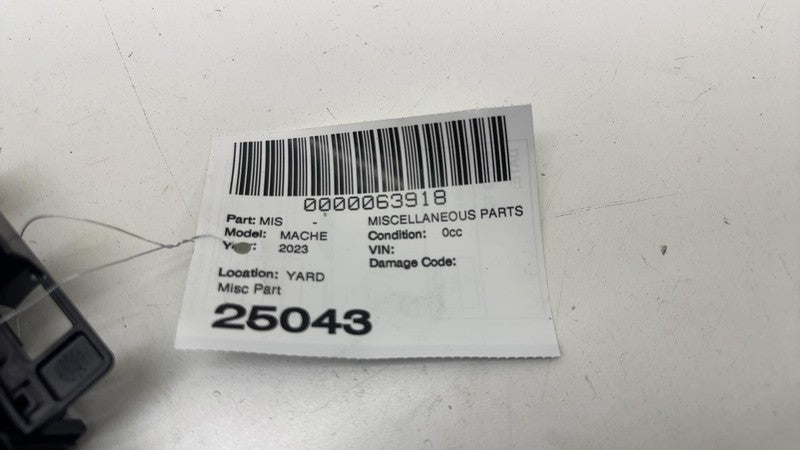 0000063918
Part: MIS - MISCELLANEOUS PARTS
Model: MACHE Condition: 0cc
2023 VIN:
Damage Code:
Location: YARD
Misc Part
25043